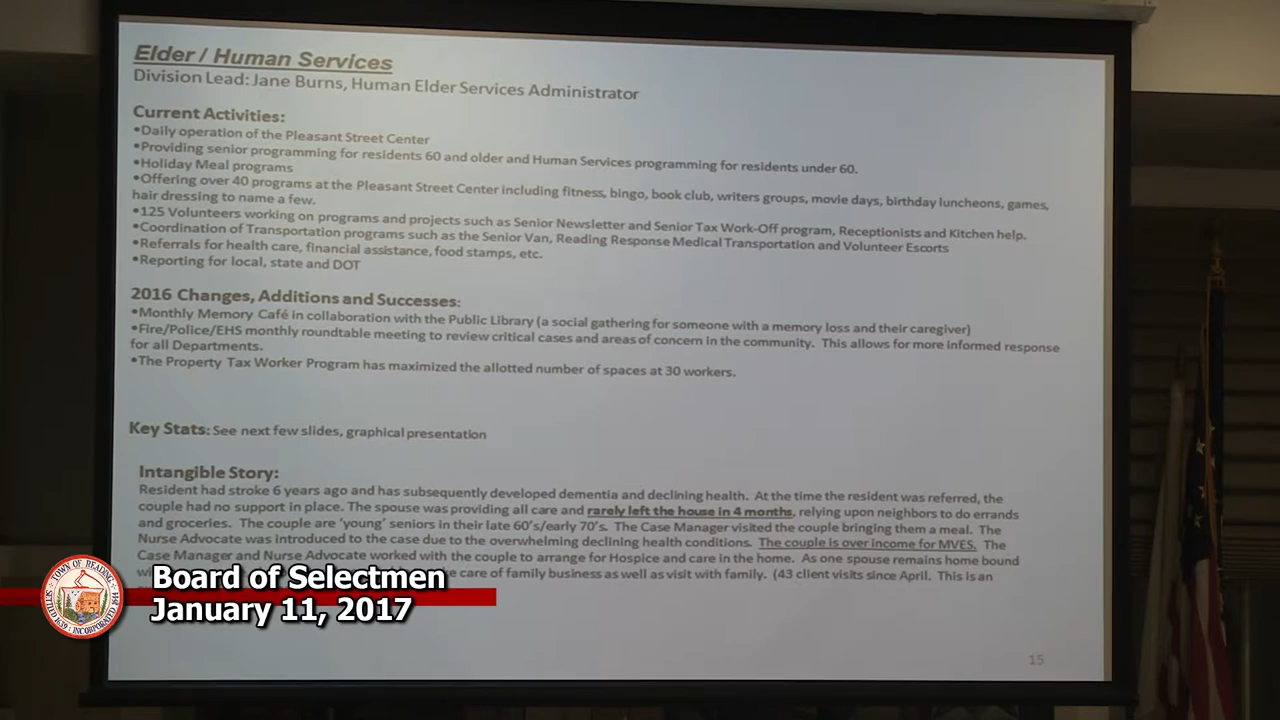 Elder / Human Services
Division Lead: Jane Burns, Human Elder Services Administrator
Current Activities:
•Daily operation of the Pleasant Street Center
•Providing senior programming for residents 60 and older and Human Services programming for residents under 60.
•Holiday Meal programs
•Offering over 40 programs at the Pleasant Street Center including fitness, bingo, book club, writers groups, movie days, birthday luncheons, games,
hair dressing to name a few.
•125 Volunteers working on programs and projects such as Senior Newsletter and Senior Tax Work-Off program, Receptionists and Kitchen help.
•Coordination of Transportation programs such as the Senior Van, Reading Response Medical Transportation and Volunteer Escorts
•Referrals for health care, financial assistance, food stamps, etc.
•Reporting for local, state and DOT
2016 Changes, Additions and Successes:
•Monthly Memory Café in collaboration with the Public Library (a social gathering for someone with a memory loss and their caregiver)
•Fire/Police/EHS monthly roundtable meeting to review critical cases and areas of concern in the community. This allows for more informed response
for all Departments.
•The Property Tax Worker Program has maximized the allotted number of spaces at 30 workers.
Key Stats: See next few slides, graphical presentation
Intangible Story:
Resident had stroke 6 years ago and has subsequently developed dementia and declining health. At the time the resident was referred, the
couple had no support in place. The spouse was providing all care and rarely left the house in 4 months, relying upon neighbors to do errands
and groceries. The couple are ‘young’ seniors in their late 60’s/early 70’s. The Case Manager visited the couple bringing them a meal. The
Nurse Advocate was introduced to the case due to the overwhelming declining health conditions. The couple is over income for MVES. The
Case Manager and Nurse Advocate worked with the couple to arrange for Hospice and care in the home. As one spouse remains home bound
care of family business as well as visit with family. (43 client visits since April. This is an
15
TOWN OF READING
SETTLED 1639 INCORPORATED 1644
Board of Selectmen
January 11, 2017